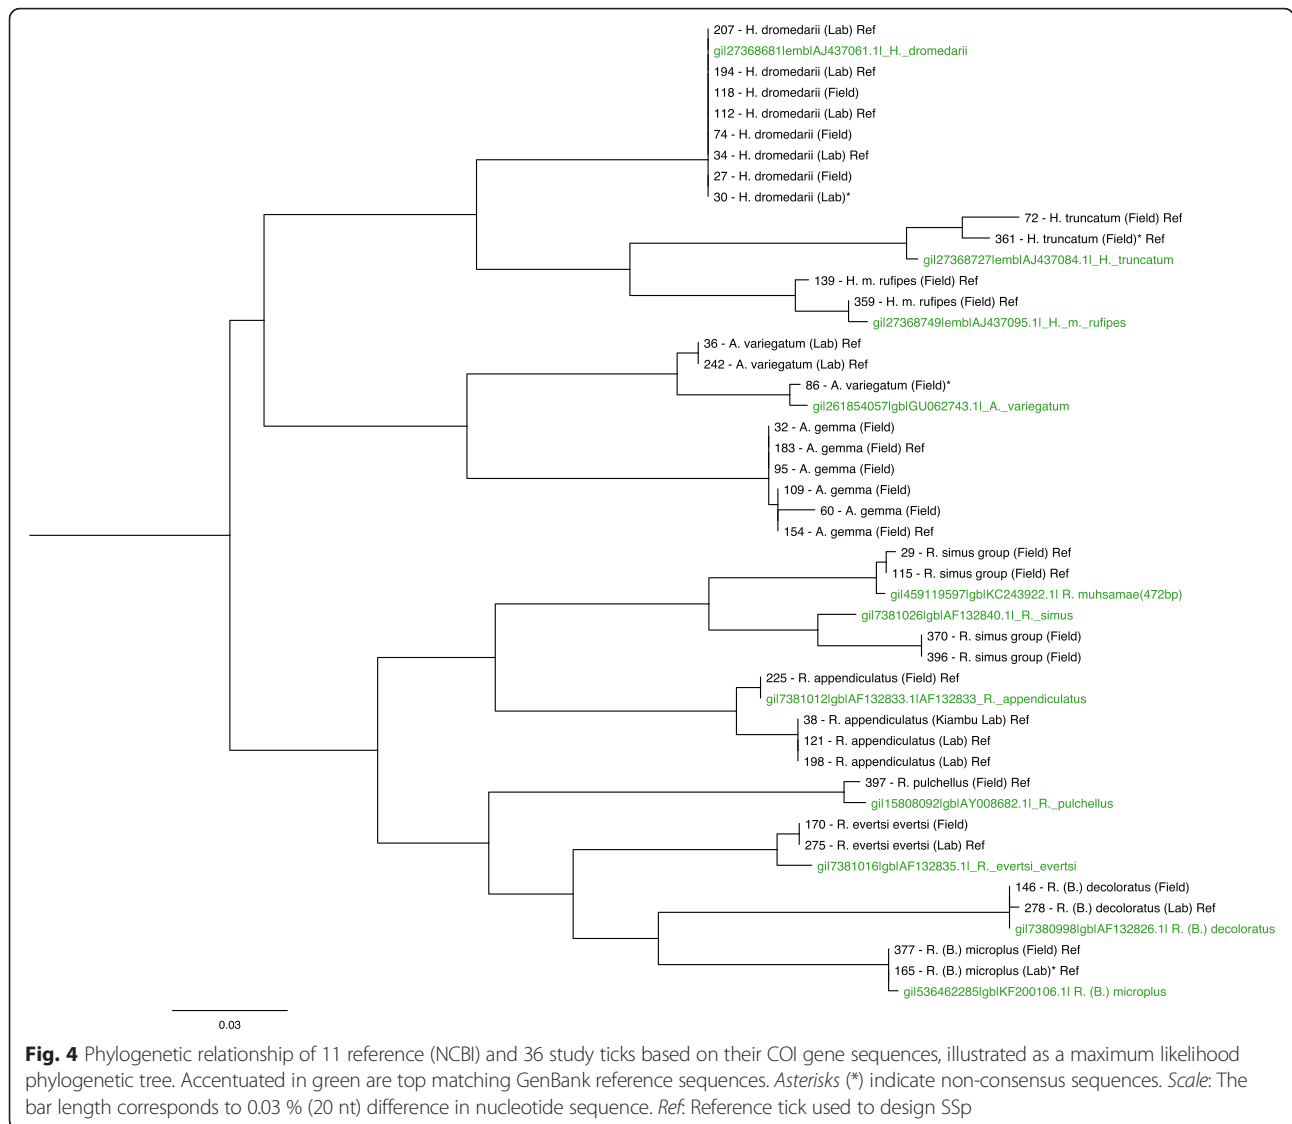 207 - H. dromedarii (Lab) Ref
gi|27368681|emb|AJ437061.1|_H._dromedarii
194 - H. dromedarii (Lab) Ref
118 - H. dromedarii (Field)
112 - H. dromedarii (Lab) Ref
74 - H. dromedarii (Field)
34 - H. dromedarii (Lab) Ref
27 - H. dromedarii (Field)
30 - H. dromedarii (Lab)*
72 - H. truncatum (Field) Ref
361 - H. truncatum (Field)* Ref
gi|27368727|emb|AJ437084.1|_H._truncatum
139 - H. m. rufipes (Field) Ref
359 - H. m. rufipes (Field) Ref
gi|27368749|emb|AJ437095.1|_H._m._rufipes
36 - A. variegatum (Lab) Ref
242 - A. variegatum (Lab) Ref
86 - A. variegatum (Field)*
gi|261854057|gb|GU062743.1|_A._variegatum
32 - A. gemma (Field)
183 - A. gemma (Field) Ref
95 - A. gemma (Field)
109 - A. gemma (Field)
60 - A. gemma (Field)
154 - A. gemma (Field) Ref
29 - R. simus group (Field) Ref
115 - R. simus group (Field) Ref
gi|459119597|gb|KC243922.1| R. muhsamae(472bp)
gi|7381026|gb|AF132840.1|_R._simus
370 - R. simus group (Field)
396 - R. simus group (Field)
225 - R. appendiculatus (Field) Ref
gi|7381012|gb|AF132833.1|AF132833_R._appendiculatus
38 - R. appendiculatus (Kiambu Lab) Ref
121 - R. appendiculatus (Lab) Ref
198 - R. appendiculatus (Lab) Ref
397 - R. pulchellus (Field) Ref
gi|15808092|gb|AY008682.1|_R._pulchellus
170 - R. evertsi evertsi (Field)
275 - R. evertsi evertsi (Lab) Ref
gi|7381016|gb|AF132835.1|_R._evertsi_evertsi
146 - R. (B.) decoloratus (Field)
278 - R. (B.) decoloratus (Lab) Ref
gi|7380998|gb|AF132826.1| R. (B.) decoloratus
377 - R. (B.) microplus (Field) Ref
165 - R. (B.) microplus (Lab)* Ref
gi|536462285|gb|KF200106.1| R. (B.) microplus
0.03
Fig. 4 Phylogenetic relationship of 11 reference (NCBI) and 36 study ticks based on their COI gene sequences, illustrated as a maximum likelihood
phylogenetic tree. Accentuated in green are top matching GenBank reference sequences. Asterisks (*) indicate non-consensus sequences. Scale: The
bar length corresponds to 0.03 % (20 nt) difference in nucleotide sequence. Ref: Reference tick used to design SSp